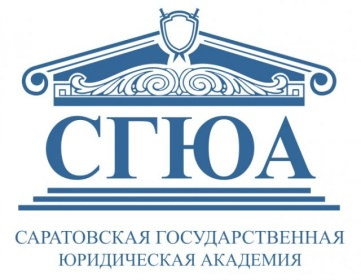 СГЮА
САРАТОВСКАЯ ГОСУДАРСТВЕННАЯ
ЮРИДИЧЕСКАЯ АКАДЕМИЯ